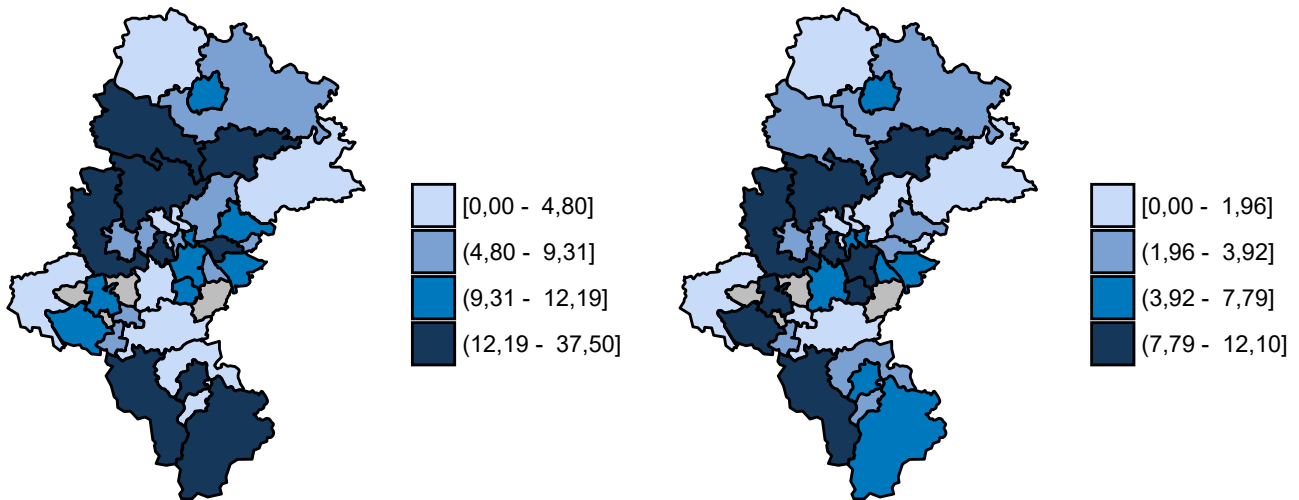 [0,00 - 4,80]
(4,80 - 9,31]
(9,31 - 12,19]
(12,19 - 37,50]
[0,00 - 1,96]
(1,96 - 3,92]
(3,92 - 7,79]
(7,79 - 12,10]